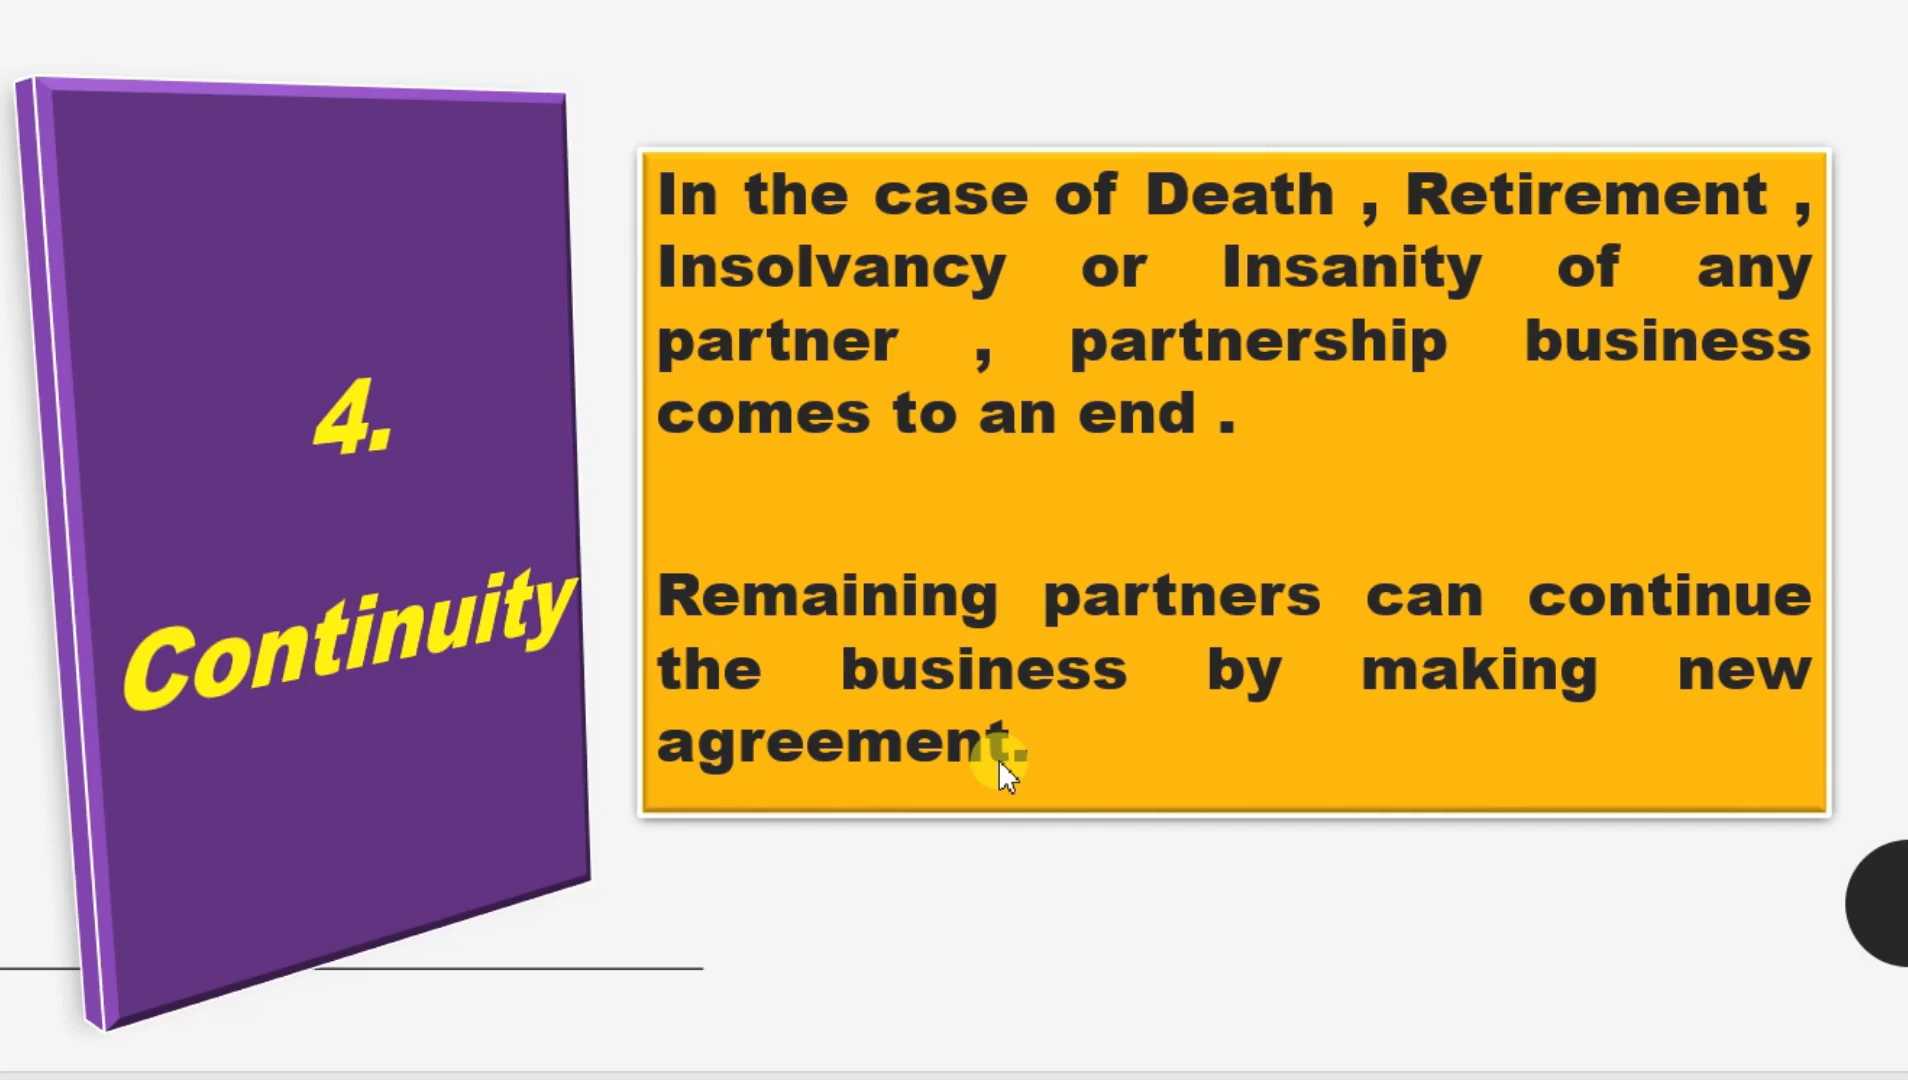 4.
Continuity
In the case of Death , Retirement ,
Insolvancy or Insanity of any
partner , partnership business
comes to an end .
Remaining partners can continue
the business by making new
agreement.